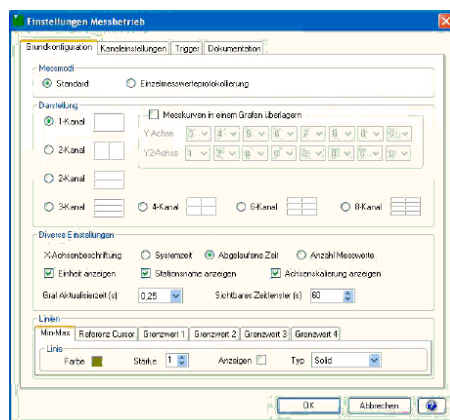 Einstellungen Messbetrieb
Grundkonfiguration Kanaleinstellungen Trigger Dokumentation
Messmodi
Standard Einzelmesswerteprotokollierung
Darstellung
1-Kanal Messkurven in einem Grafen überlagern
Y-Achse
2-Kanal Y2-Achse
2-Kanal
3-Kanal 4-Kanal 6-Kanal 8-Kanal
Diverse Einstellungen
X-Achsenbeschriftung Systemzeit Abgelaufene Zeit Anzahl Messwerte
Einheit anzeigen Stationsname anzeigen Achsenskalierung anzeigen
Graf Aktualisierzeit (s) 0,25 Sichtbares Zeitfenster (s) 60
Linien
Min-Max Referenz Cursor Grenzwert 1 Grenzwert 2 Grenzwert 3 Grenzwert 4
Linie
Farbe Stärke 1 Anzeigen Typ Solid
OK Abbrechen